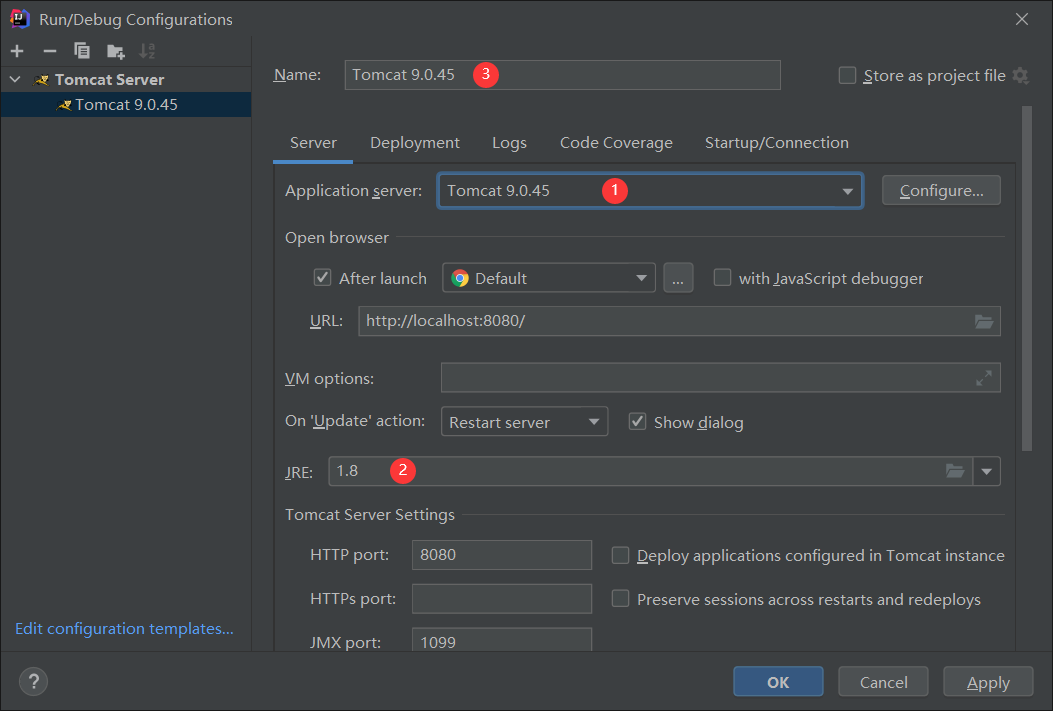 Run/Debug Configurations
Tomcat Server
Tomcat 9.0.45
Edit configuration templates...
Name: Tomcat 9.0.45 3 Store as project file
Server Deployment Logs Code Coverage Startup/Connection
Application server: Tomcat 9.0.45 1 Configure...
Open browser
After launch Default ... with JavaScript debugger
URL: http://localhost:8080/
VM options:
On 'Update' action: Restart server Show dialog
JRE: 1.8 2
Tomcat Server Settings
HTTP port: 8080 Deploy applications configured in Tomcat instance
HTTPs port: Preserve sessions across restarts and redeploys
JMX port: 1099
? OK Cancel Apply